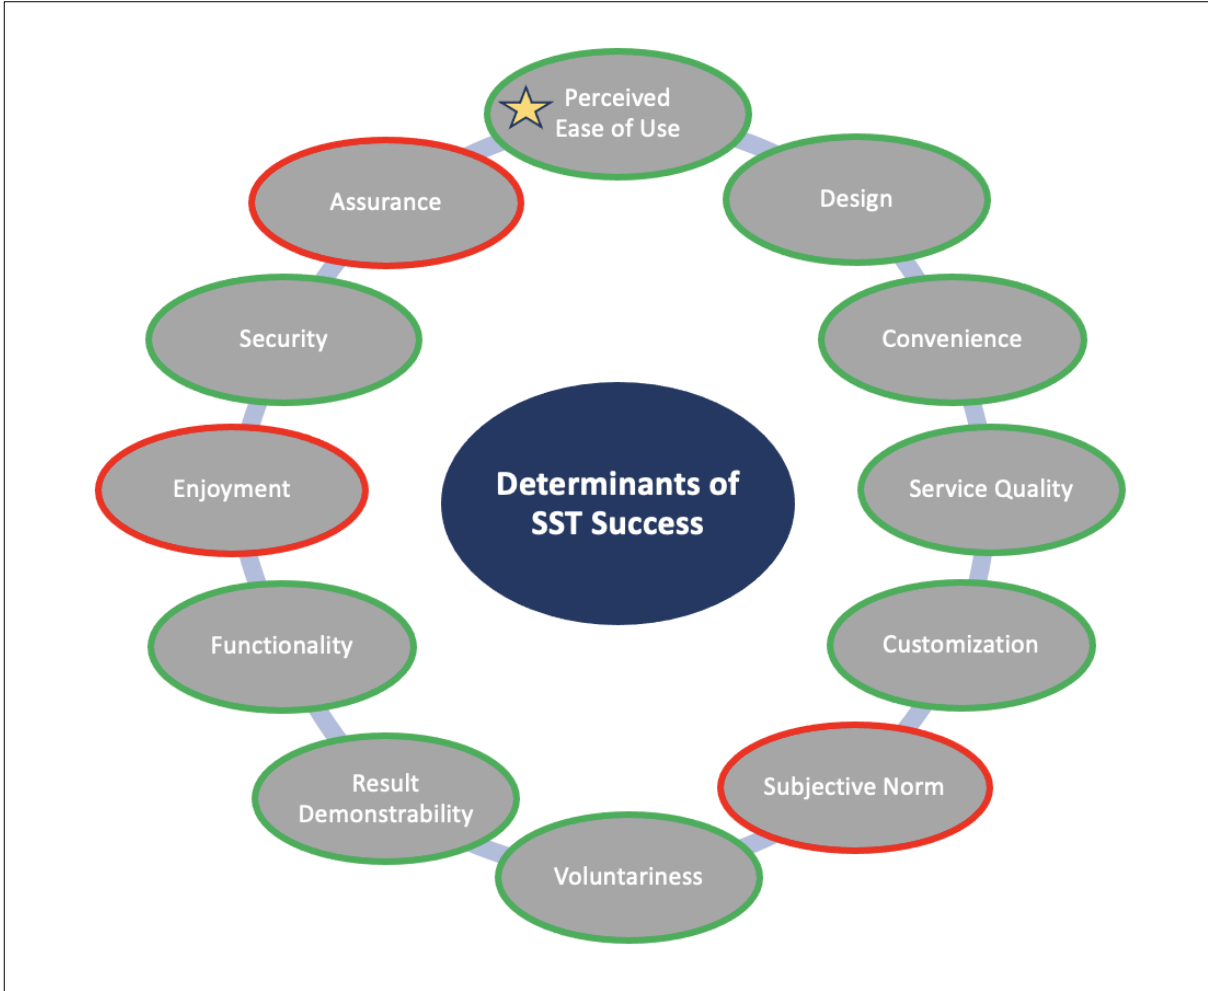 Perceived
Ease of Use
Design
Assurance
Security
Convenience
Enjoyment
Determinants of
SST Success
Service Quality
Functionality
Customization
Result
Demonstrability
Subjective Norm
Voluntariness